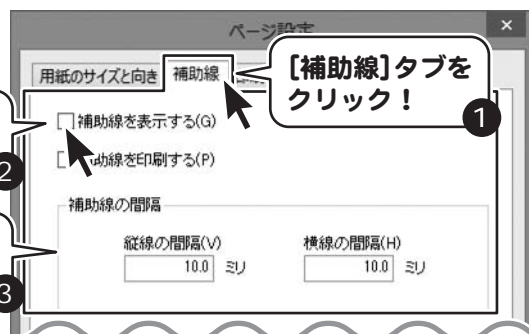 ページ設定
×
用紙のサイズと向き 補助線
[補助線]タブを
クリック！
1
補助線を表示する(G)
2
助線を印刷する(P)
補助線の間隔
縦線の間隔(V) 横線の間隔(H)
10.0 ミリ 10.0 ミリ
3